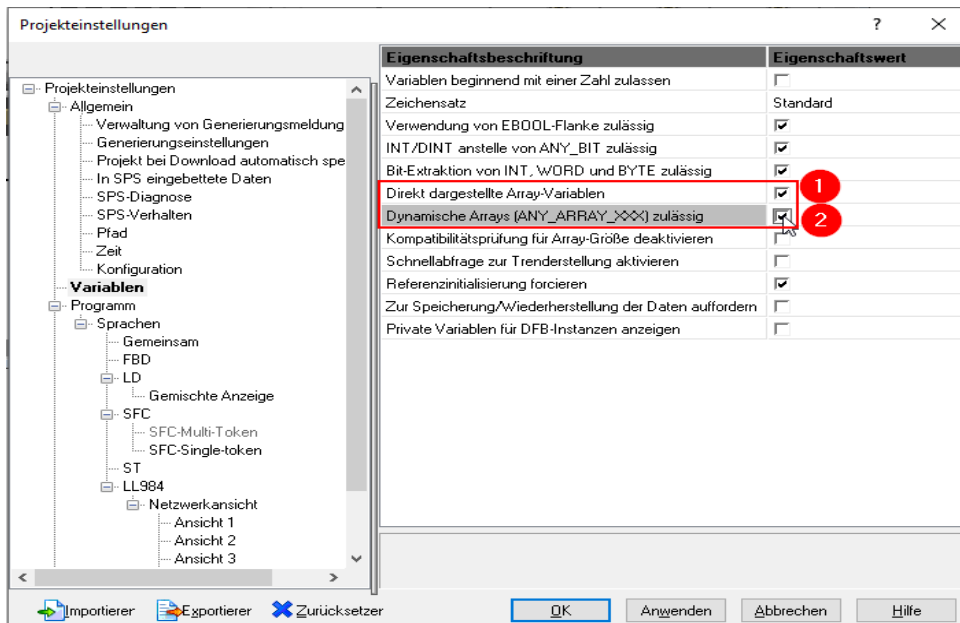 Projekteinstellungen
?
Eigenschaftsbeschriftung Eigenschaftswert
Projekteinstellungen
Allgemein
Verwaltung von Generierungsmeldung
Generierungseinstellungen
Projekt bei Download automatisch spe
In SPS eingebettete Daten
SPS-Diagnose
SPS-Verhalten
Pfad
Zeit
Konfiguration
Variablen
Programm
Sprachen
Gemeinsam
FBD
LD
Gemischte Anzeige
SFC
SFC-Multi-Token
SFC-Single-token
ST
LL984
Netzwerkansicht
Ansicht 1
Ansicht 2
Ansicht 3
Variablen beginnend mit einer Zahl zulassen
Zeichensatz Standard
Verwendung von EBOOL-Flanke zulässig
INT/DINT anstelle von ANY_BIT zulässig
Bit-Extraktion von INT, WORD und BYTE zulässig
Direkt dargestellte Array-Variablen 1
Dynamische Arrays (ANY_ARRAY_XXX) zulässig 2
Kompatibilitätsprüfung für Array-Größe deaktivieren
Schnellabfrage zur Trenderstellung aktivieren
Referenzinitialisierung forcieren
Zur Speicherung/Wiederherstellung der Daten auffordern
Private Variablen für DFB-Instanzen anzeigen
Importierer Exportierer Zurücksetzer OK Anwenden Abbrechen Hilfe